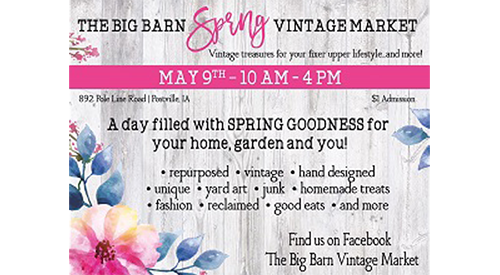 THE BIG BARN Spring VINTAGE MARKET
Vintage treasures for your fixer upper lifestyle...and more!
MAY 9TH - 10 AM - 4 PM
892 Pole Line Road | Postville, IA $1 Admission
A day filled with SPRING GOODNESS for
your home, garden and you!
• repurposed • vintage • hand designed
• unique • yard art • junk • homemade treats
• fashion • reclaimed • good eats • and more
Find us on Facebook
The Big Barn Vintage Market